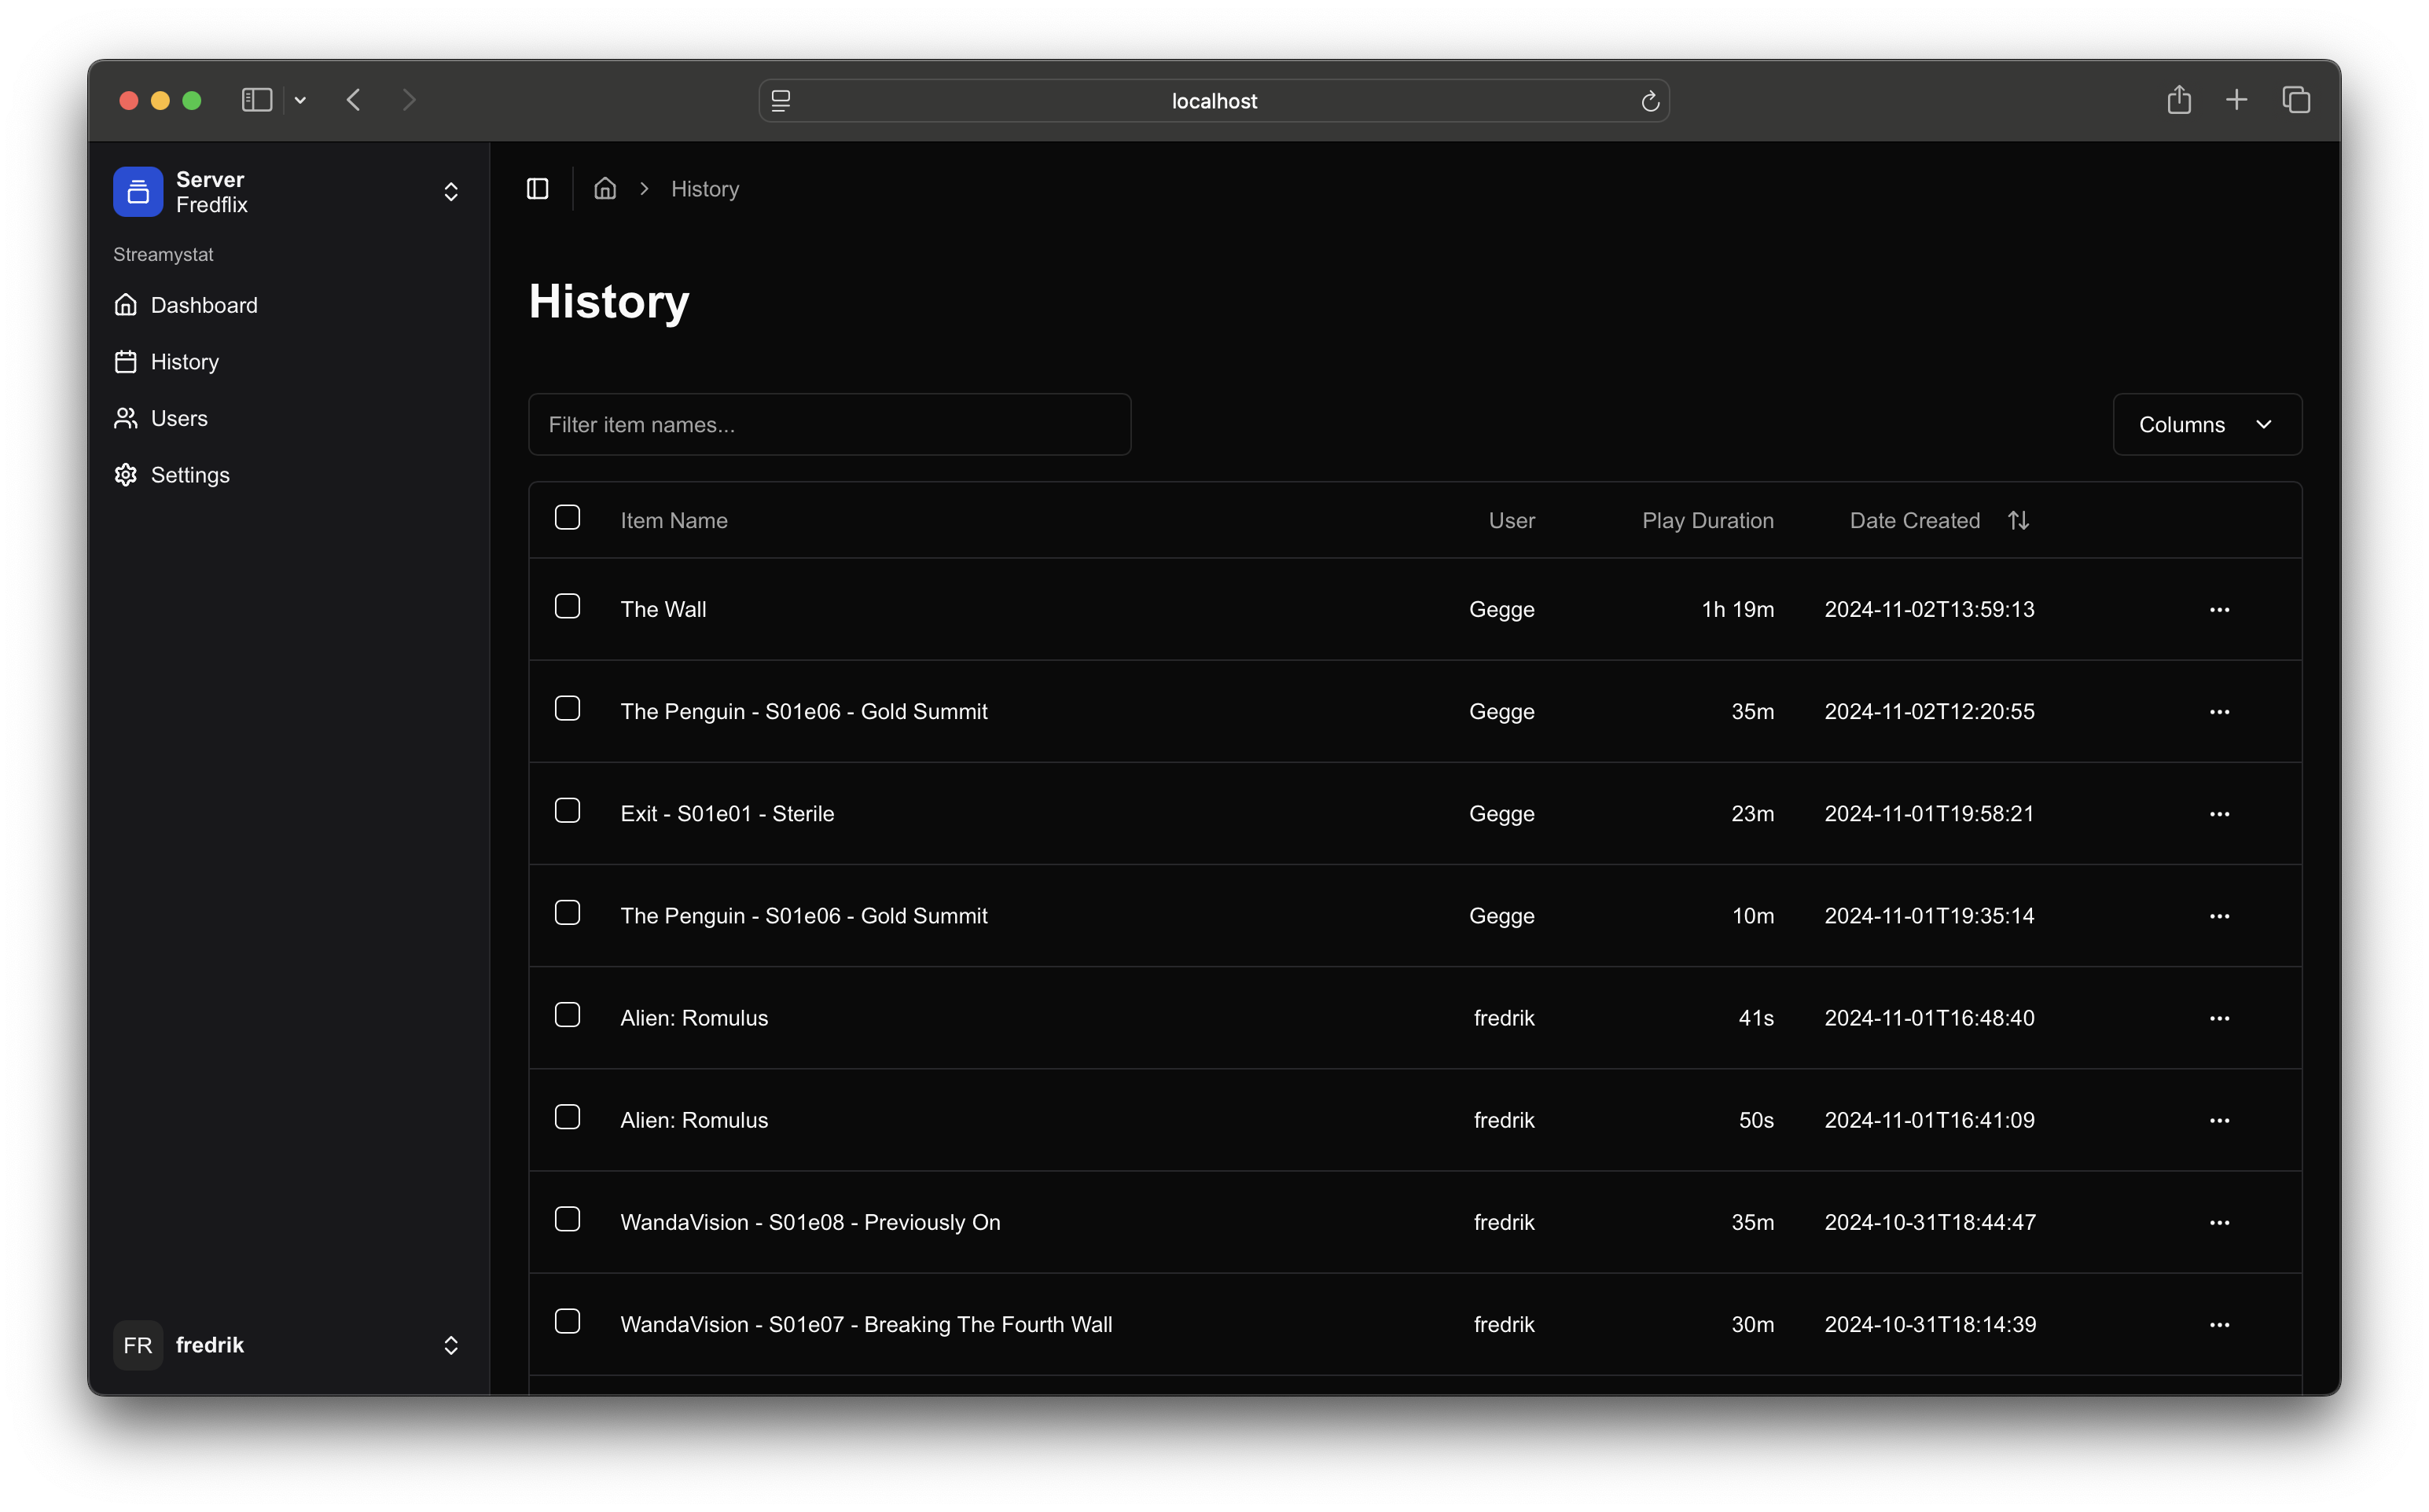 localhost
Server
Fredflix
Streamystat
Dashboard
History
Users
Settings
FR fredrik
History
History
Filter item names...
Columns
Item Name User Play Duration Date Created
The Wall Gegge 1h 19m 2024-11-02T13:59:13
The Penguin - S01e06 - Gold Summit Gegge 35m 2024-11-02T12:20:55
Exit - S01e01 - Sterile Gegge 23m 2024-11-01T19:58:21
The Penguin - S01e06 - Gold Summit Gegge 10m 2024-11-01T19:35:14
Alien: Romulus fredrik 41s 2024-11-01T16:48:40
Alien: Romulus fredrik 50s 2024-11-01T16:41:09
WandaVision - S01e08 - Previously On fredrik 35m 2024-10-31T18:44:47
WandaVision - S01e07 - Breaking The Fourth Wall fredrik 30m 2024-10-31T18:14:39